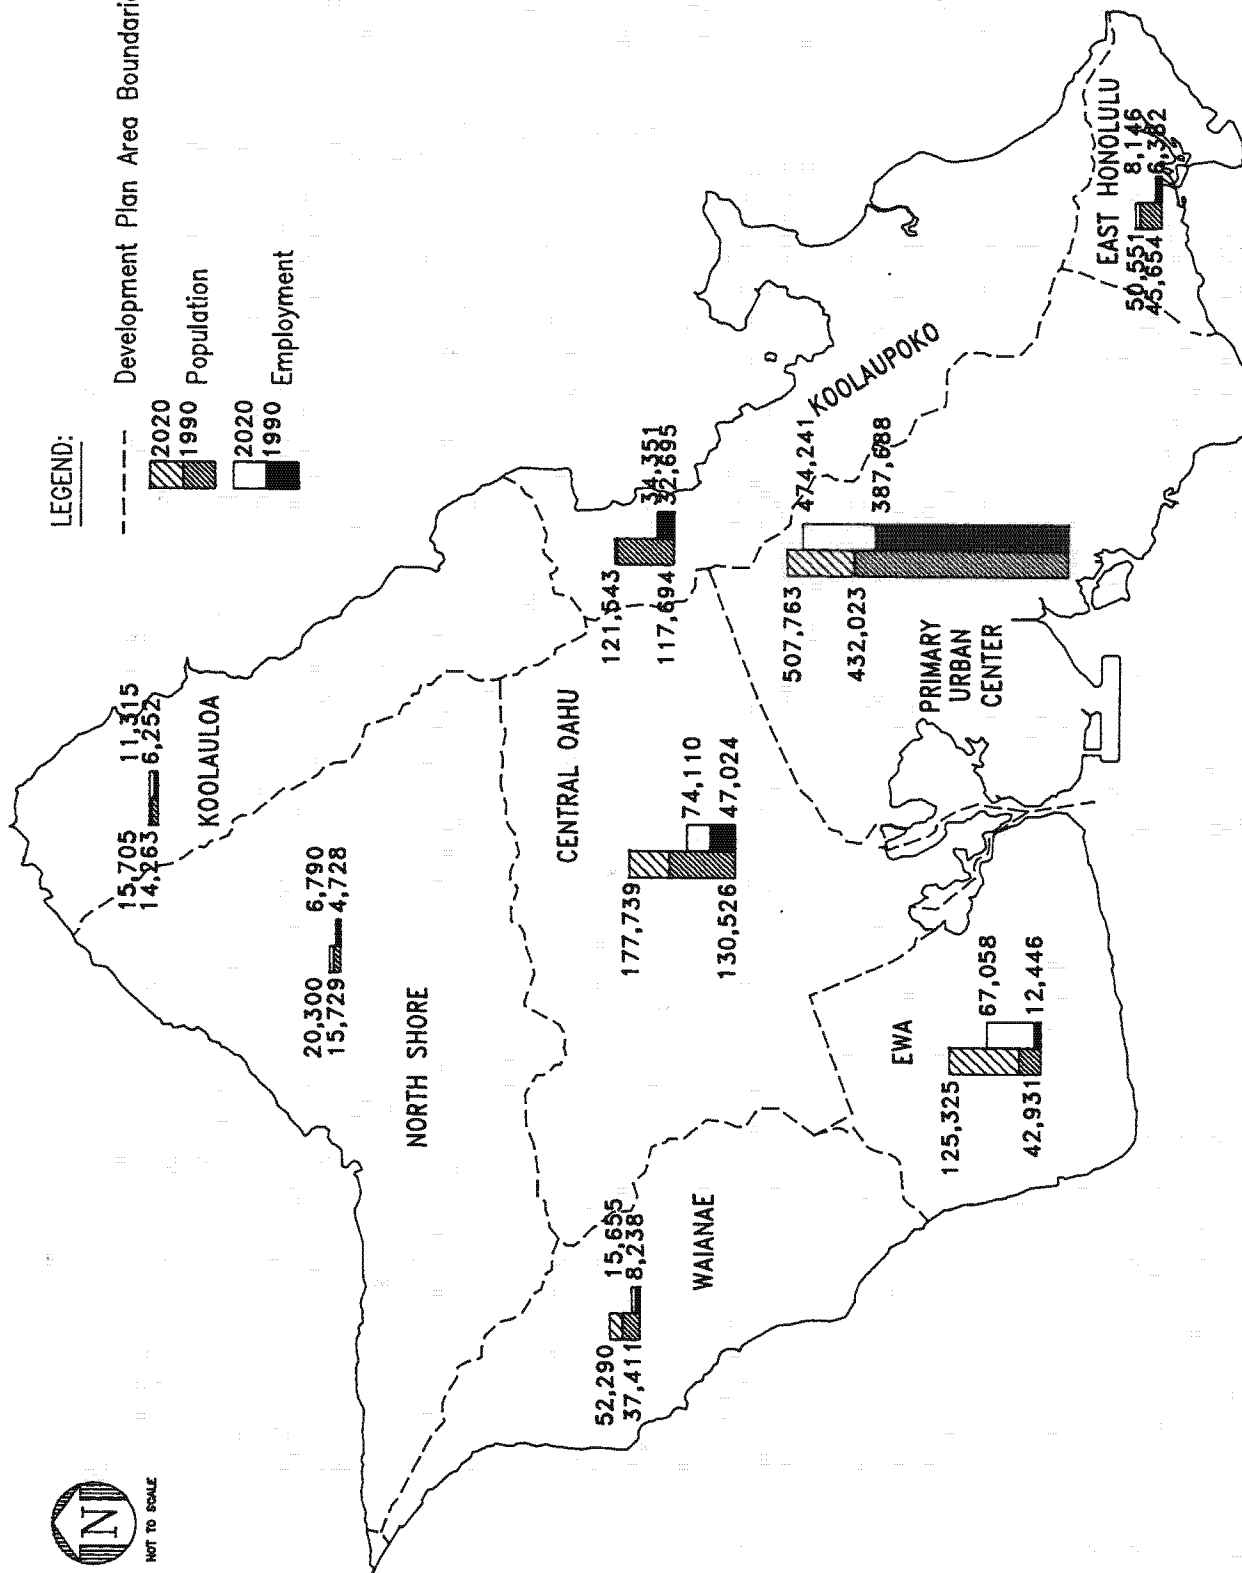 LEGEND:
Development Plan Area Boundari
2020
1990
Population
2020
1990
Employment
N
NOT TO SCALE
15,705
14,263
11,315
6,252
KOOLAULOA
20,300
15,729
6,790
4,728
NORTH SHORE
121,643
117,694
34,351
32,695
KOOLAUPOKO
CENTRAL OAHU
177,739
130,526
74,110
47,024
52,290
37,411
15,655
8,238
WAIANAE
EWA
125,325
42,931
67,058
12,446
507,763
432,023
474,241
387,688
PRIMARY
URBAN
CENTER
EAST HONOLULU
50,551
45,654
8,146
6,382